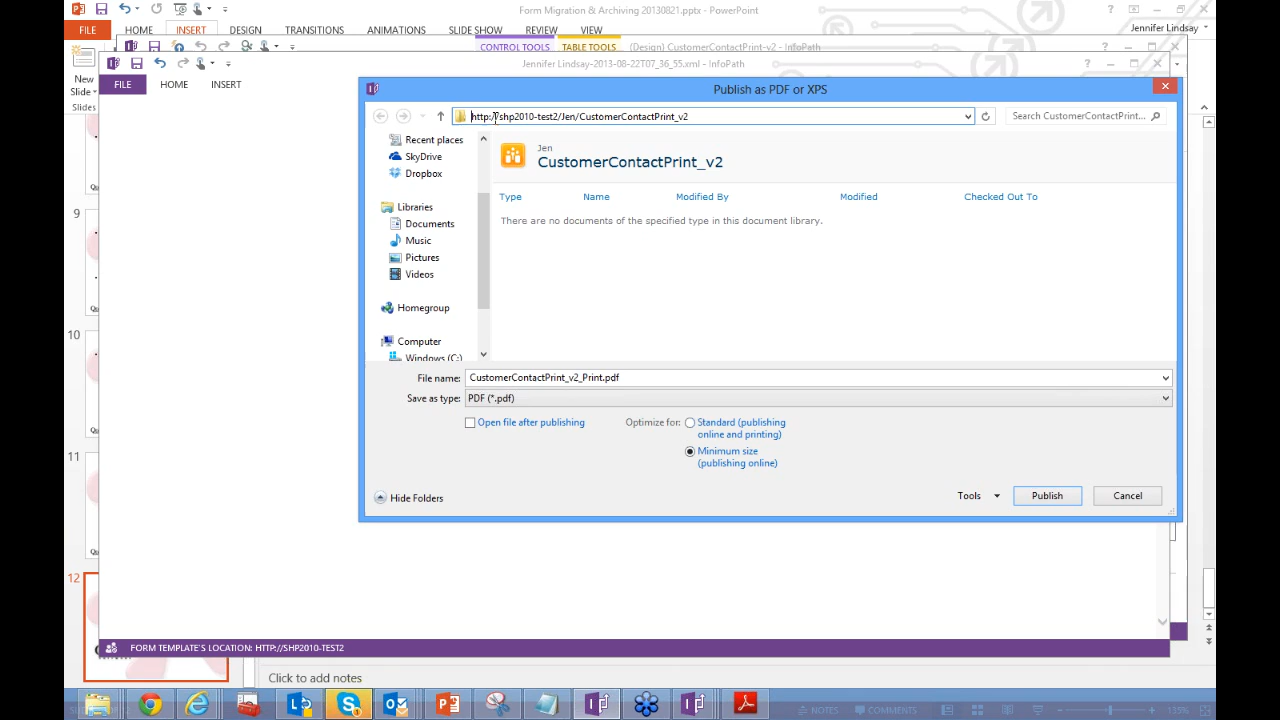 Form Migration & Archiving 20130821.pptx - PowerPoint
FILE HOME INSERT DESIGN TRANSITIONS ANIMATIONS SLIDE SHOW REVIEW VIEW Jennifer Lindsay
CONTROL TOOLS TABLE TOOLS (Design) CustomerContactPrint-v2 - InfoPath
Jennifer Lindsay-2013-08-22T07_36_55.xml - InfoPath
New
Slide
Slides
FILE HOME INSERT
Publish as PDF or XPS
http://shp2010-test2/Jen/CustomerContactPrint_v2
Search CustomerContactPrint...
Recent places
SkyDrive
Dropbox
Libraries
Documents
Music
Pictures
Videos
Homegroup
Computer
Windows (C:)
Jen
CustomerContactPrint_v2
Type Name Modified By Modified Checked Out To
There are no documents of the specified type in this document library.
File name: CustomerContactPrint_v2_Print.pdf
Save as type: PDF (*.pdf)
Open file after publishing
Optimize for:
Standard (publishing
online and printing)
Minimum size
(publishing online)
Hide Folders
Tools
Publish
Cancel
9
10
11
12
FORM TEMPLATE'S LOCATION: HTTP://SHP2010-TEST2
Click to add notes
NOTES COMMENTS 135%